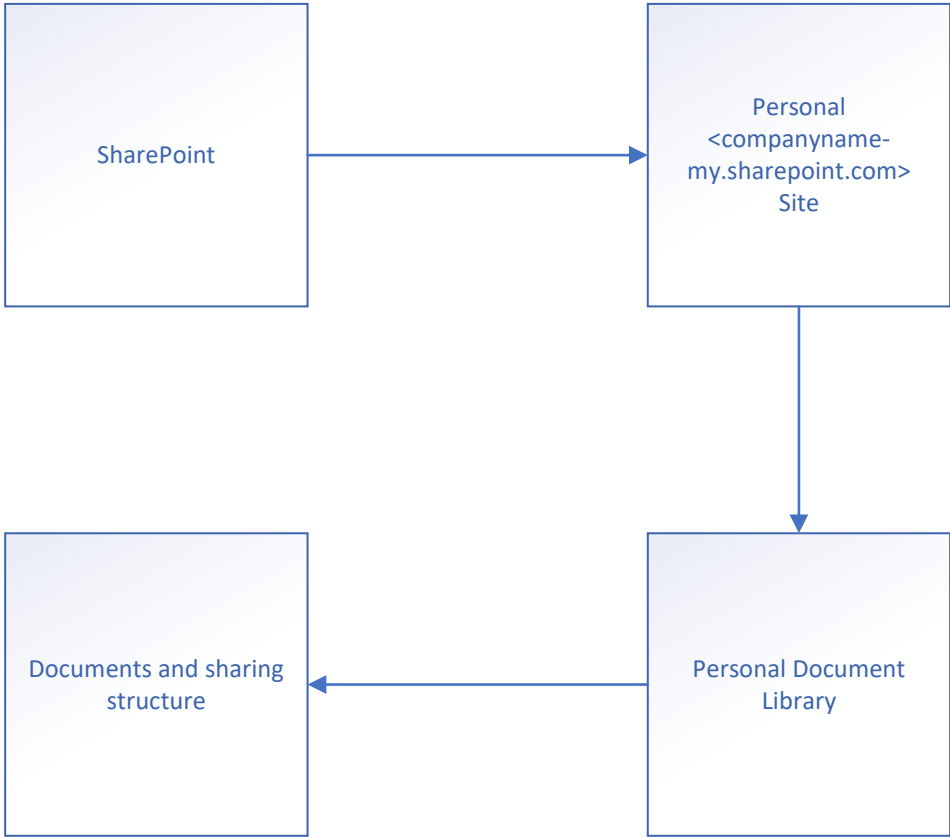 SharePoint
Personal
<companyname-
my.sharepoint.com>
Site
Documents and sharing
structure
Personal Document
Library